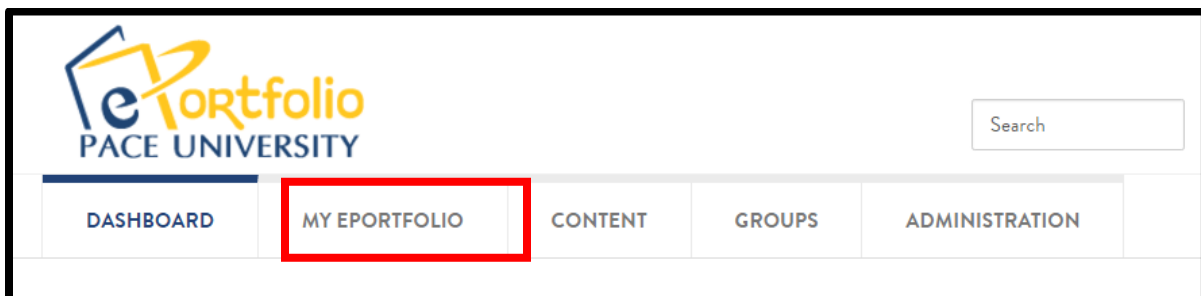 ePortfolio
PACE UNIVERSITY
Search
DASHBOARD MY EPORTFOLIO CONTENT GROUPS ADMINISTRATION